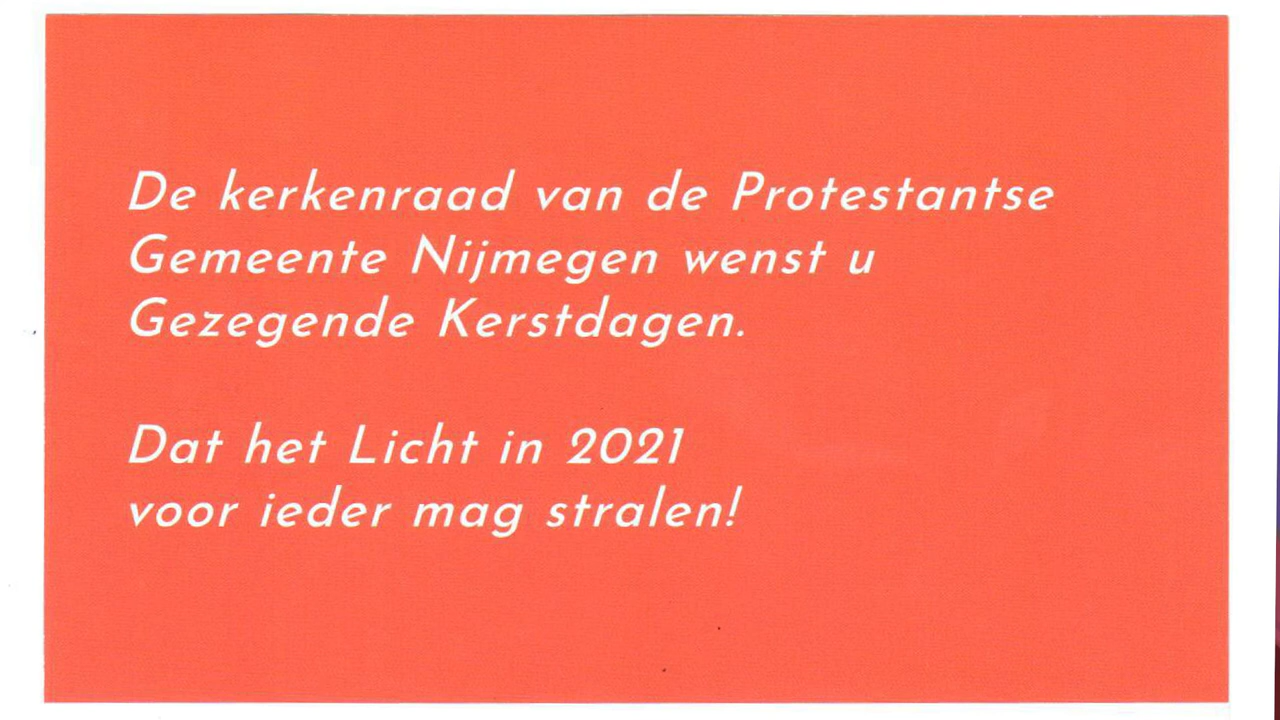 De kerkenraad van de Protestantse
Gemeente Nijmegen wenst u
Gezegende Kerstdagen.
Dat het Licht in 2021
voor ieder mag stralen!